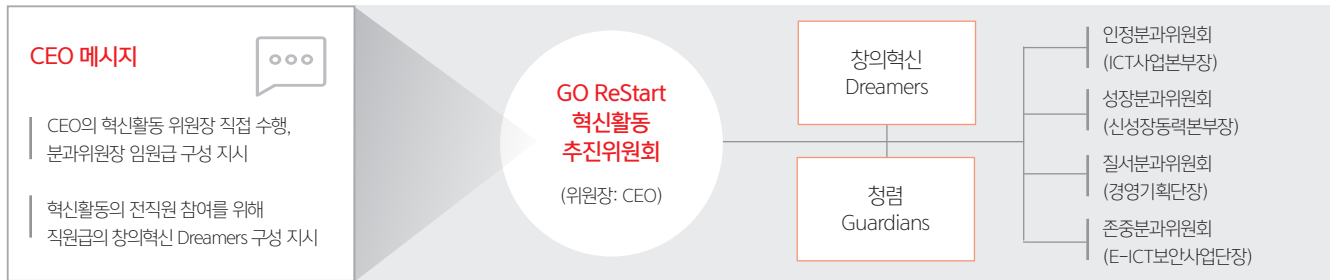 CEO 메시지
CEO의 혁신활동 위원장 직접 수행,
분과위원장 임원급 구성 지시
혁신활동의 전직원 참여를 위해
직원급의 창의혁신 Dreamers 구성 지시
GO ReStart
혁신활동
추진위원회
(위원장: CEO)
창의혁신
Dreamers
청렴
Guardians
인정분과위원회
(ICT사업본부장)
성장분과위원회
(신성장동력본부장)
질서분과위원회
(경영기획단장)
존중분과위원회
(E-ICT보안사업단장)